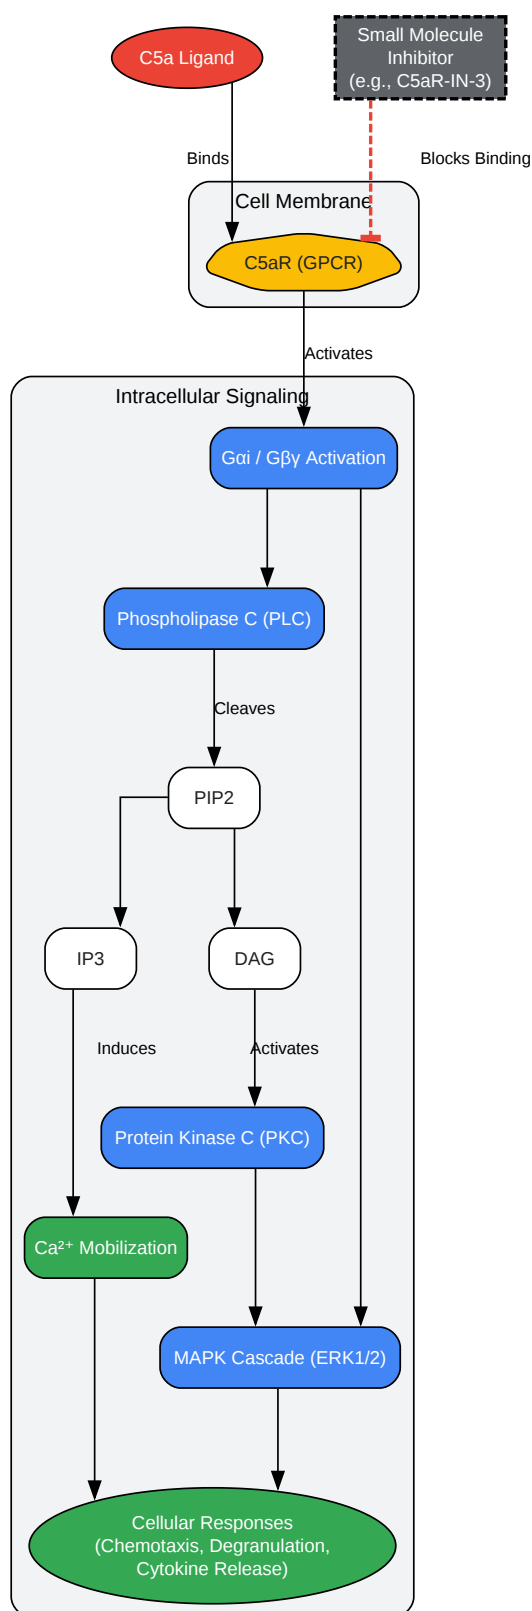 C5a Ligand
Small Molecule
Inhibitor
(e.g., C5aR-IN-3)
Binds
Blocks Binding
Cell Membrane
C5aR (GPCR)
Activates
Intracellular Signaling
Gαi / Gβγ Activation
Phospholipase C (PLC)
Cleaves
PIP2
IP3
DAG
Induces
Activates
Protein Kinase C (PKC)
Ca²⁺ Mobilization
MAPK Cascade (ERK1/2)
Cellular Responses
(Chemotaxis, Degranulation,
Cytokine Release)